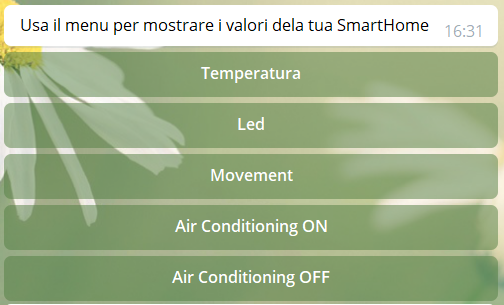 Usa il menu per mostrare i valori dela tua SmartHome
16:31
Temperatura
Led
Movement
Air Conditioning ON
Air Conditioning OFF